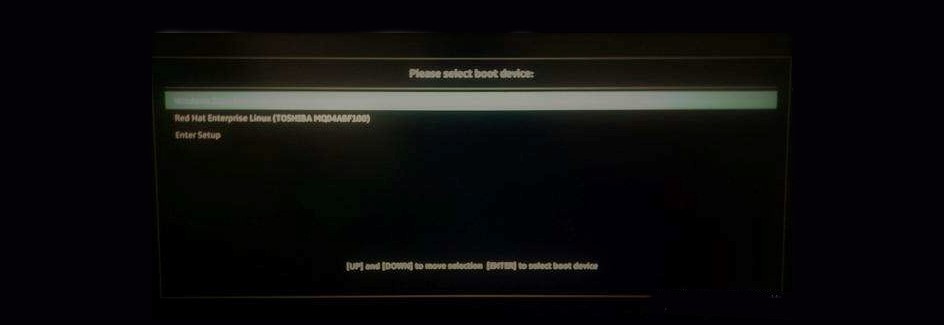 Please select boot device:
Windows
Red Hat Enterprise Linux (TOSHIBA MQ04ABF100)
Enter Setup
[UP] and [DOWN] to move selection [ENTER] to select boot device